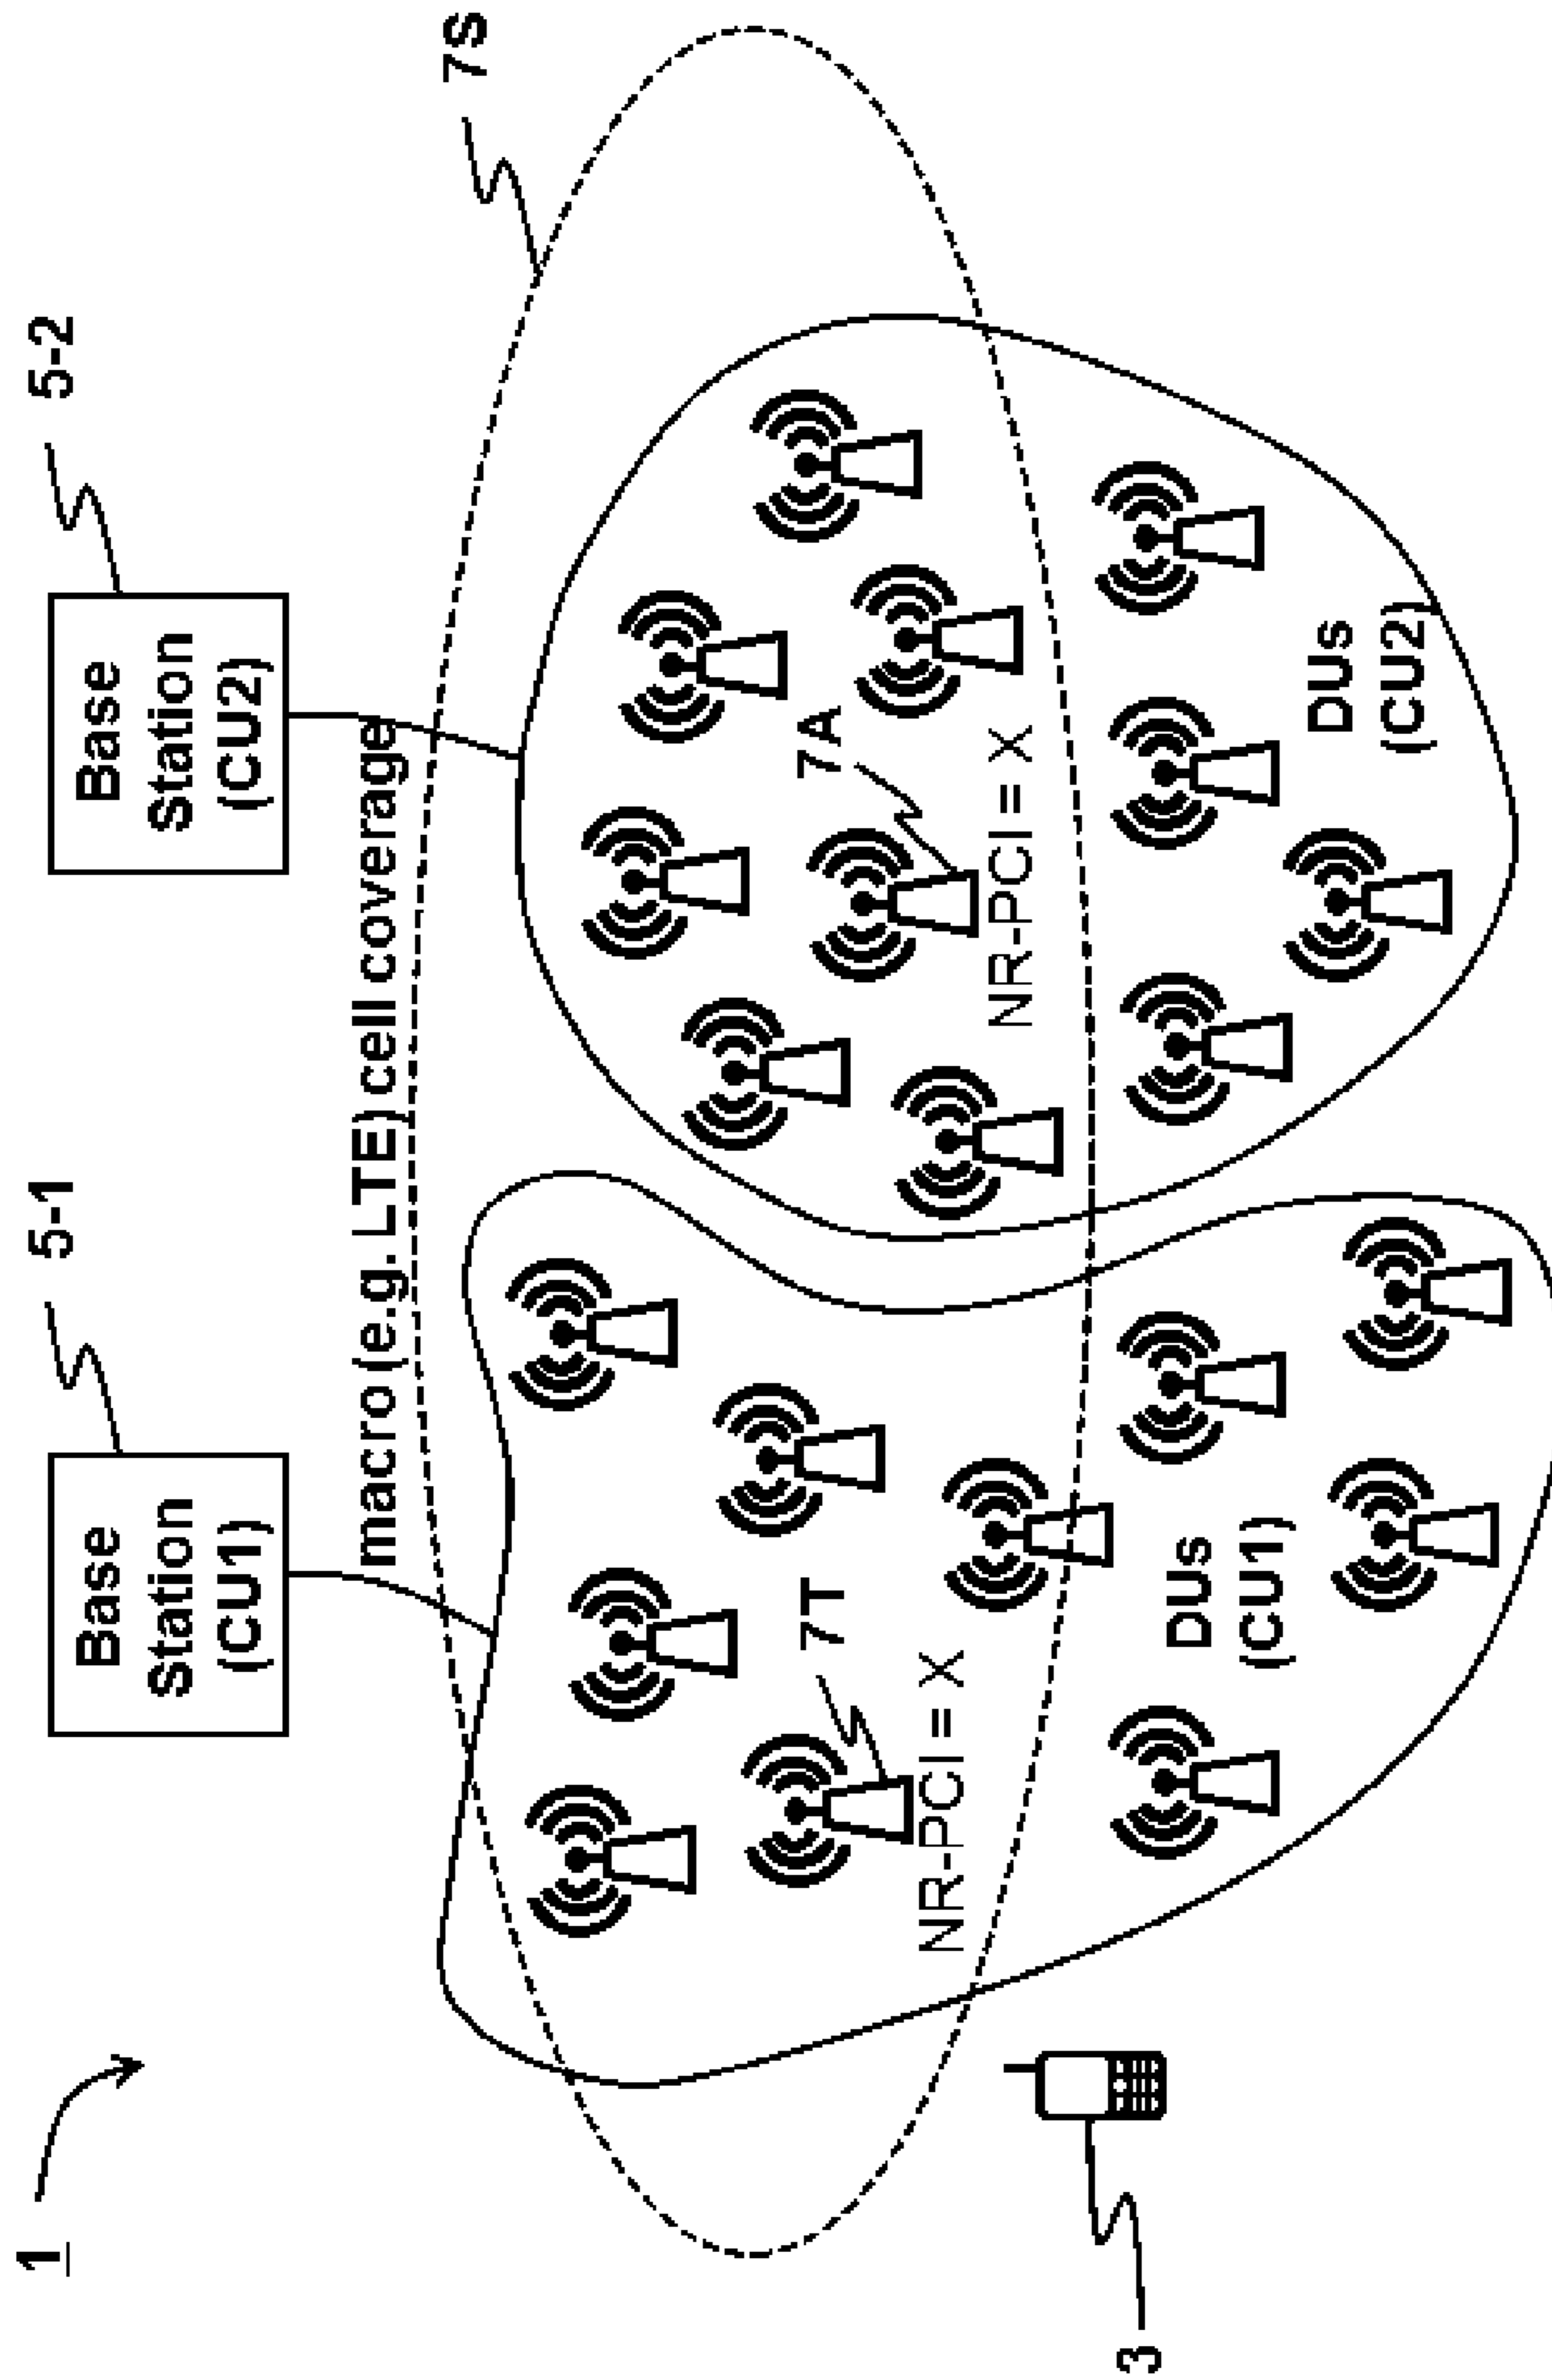 1
5-1
5-2
Base
Station
(CU1)
Base
Station
(CU2)
macro (e.g. LTE) cell coverage
7S
7T
NR-PCI = X
7A
NR-PCI = X
DUs
(CU1)
DUs
(CU2)
3